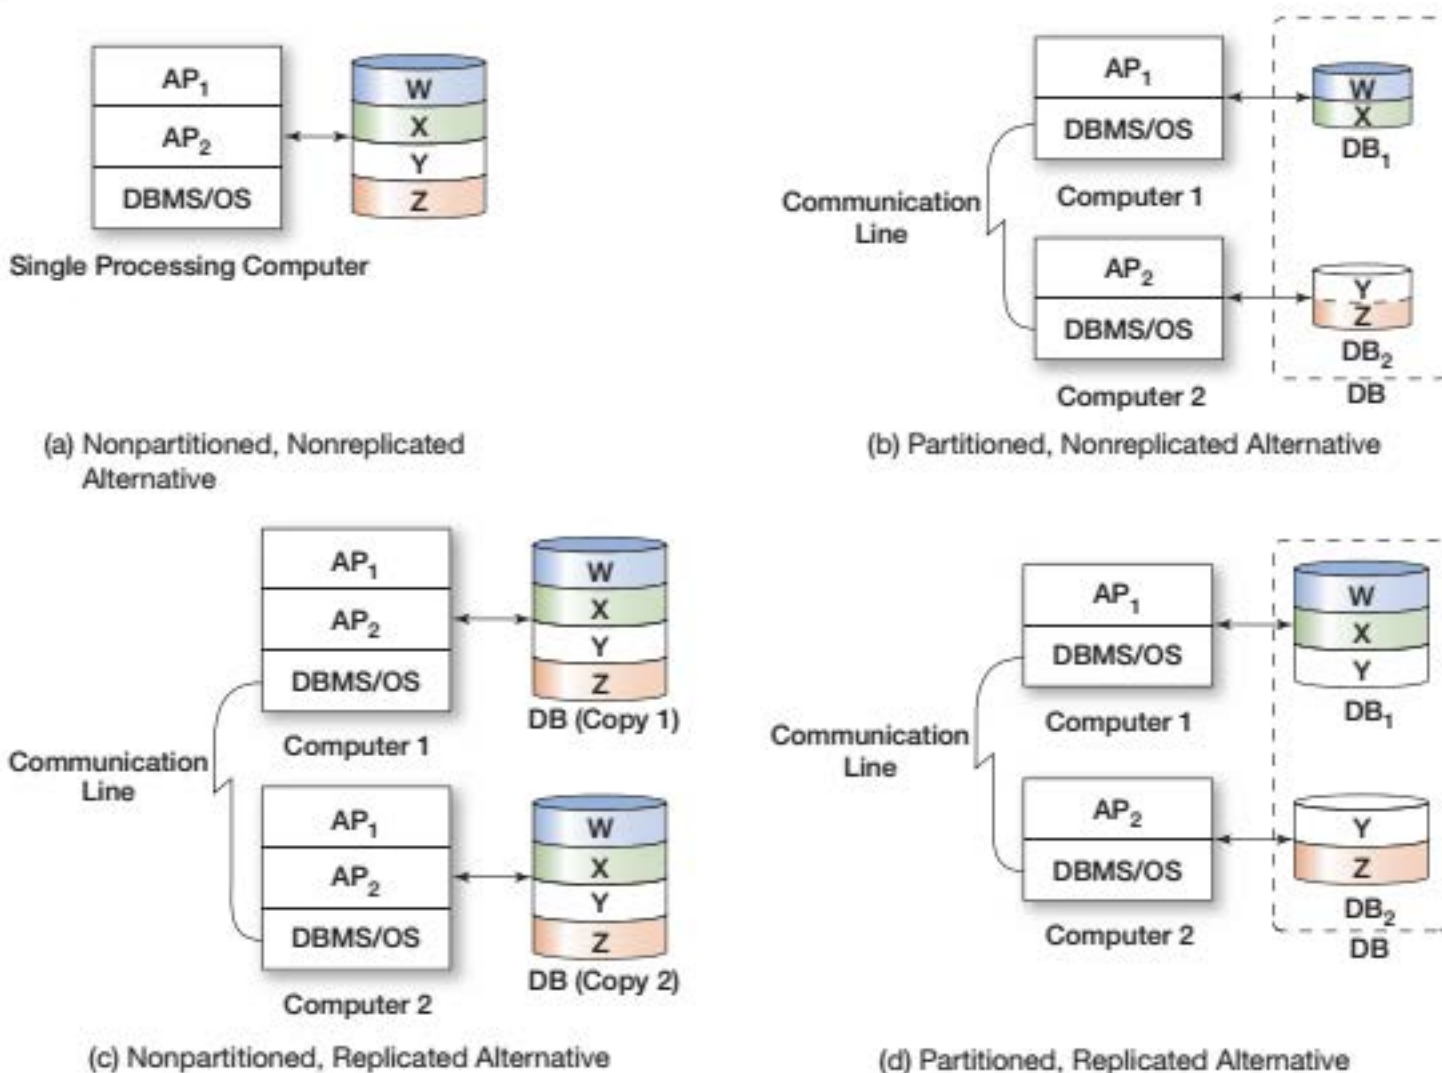 AP₁
AP₂
DBMS/OS
Single Processing Computer
W
X
Y
Z
(a) Nonpartitioned, Nonreplicated
Alternative
AP₁
DBMS/OS
Computer 1
Communication
Line
AP₂
DBMS/OS
Computer 2
W
X
DB₁
Y
Z
DB₂
DB
(b) Partitioned, Nonreplicated Alternative
AP₁
AP₂
DBMS/OS
Computer 1
W
X
Y
Z
DB (Copy 1)
Communication
Line
AP₁
AP₂
DBMS/OS
Computer 2
W
X
Y
Z
DB (Copy 2)
(c) Nonpartitioned, Replicated Alternative
AP₁
DBMS/OS
Computer 1
W
X
Y
DB₁
Communication
Line
AP₂
DBMS/OS
Computer 2
Y
Z
DB₂
DB
(d) Partitioned, Replicated Alternative